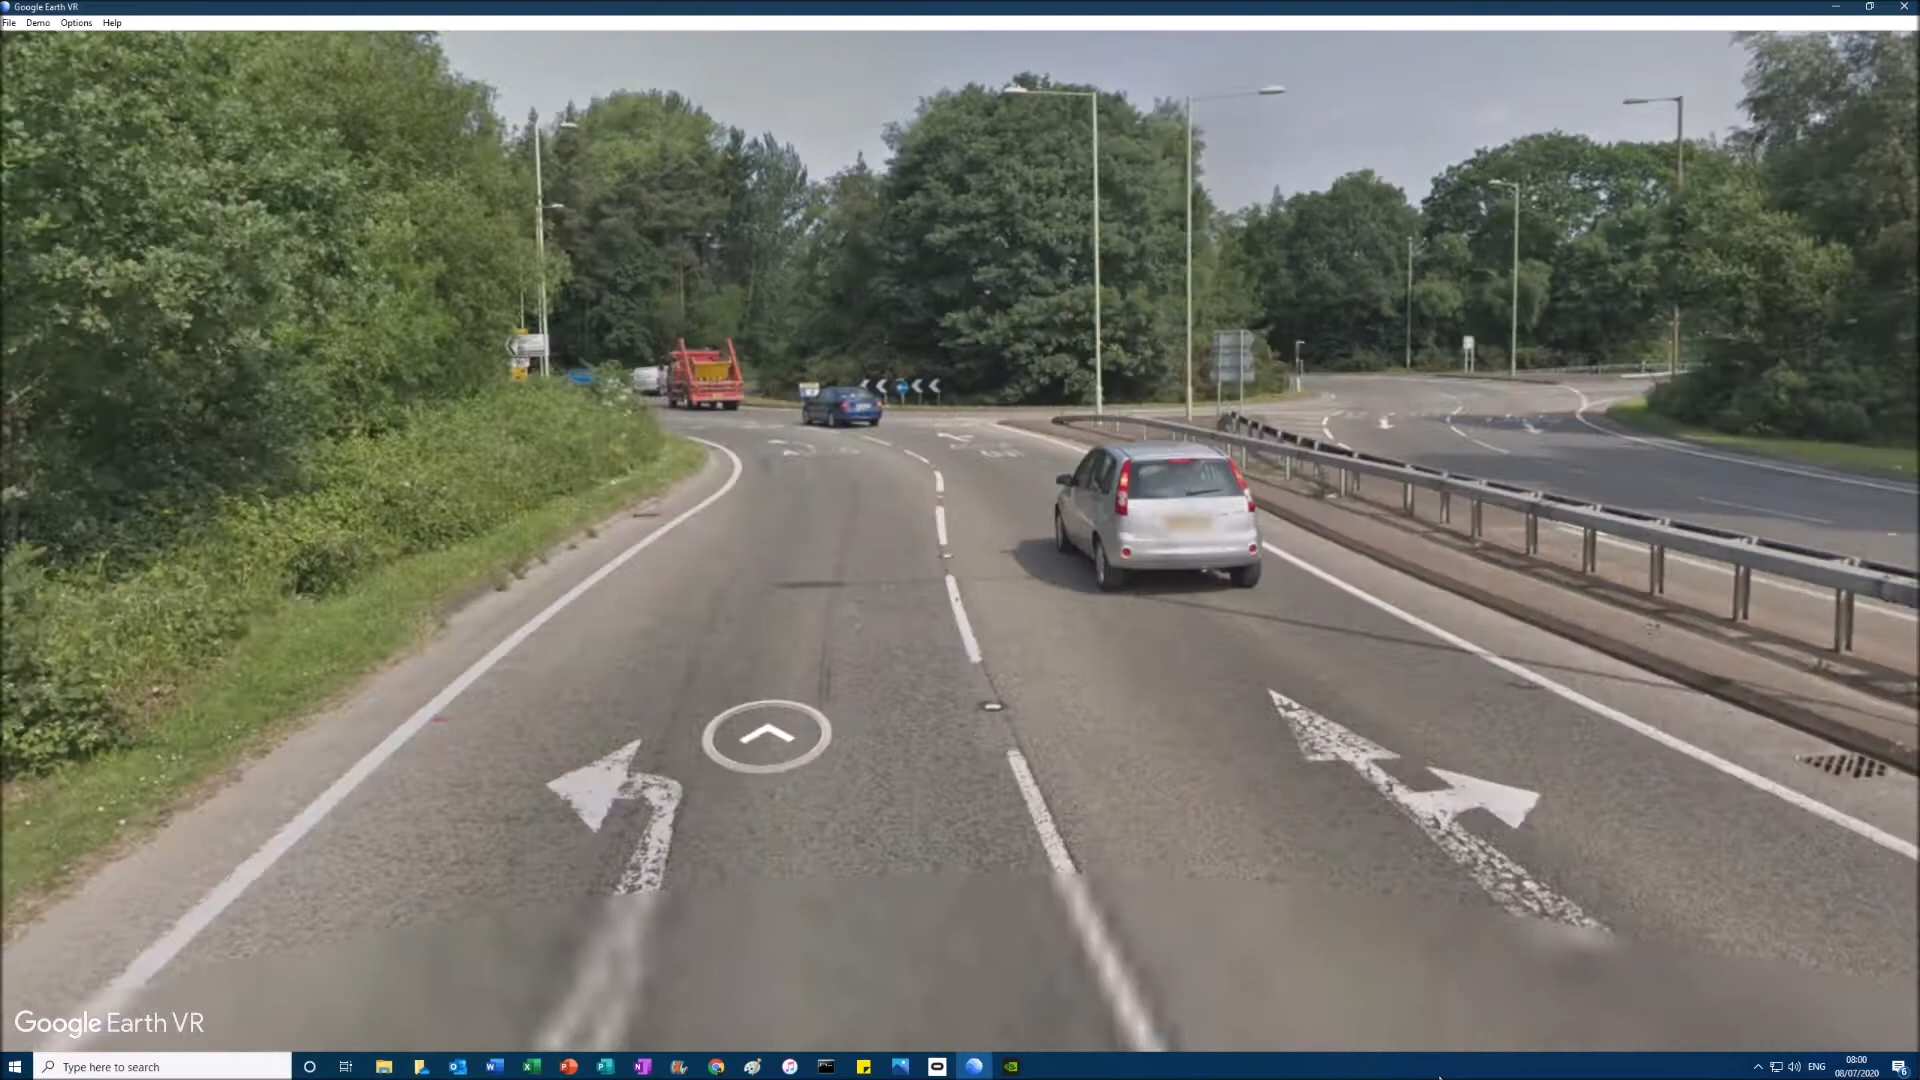 Google Earth VR
File Demo Options Help
Google Earth VR
Type here to search
ENG
08:00
08/07/2020
6